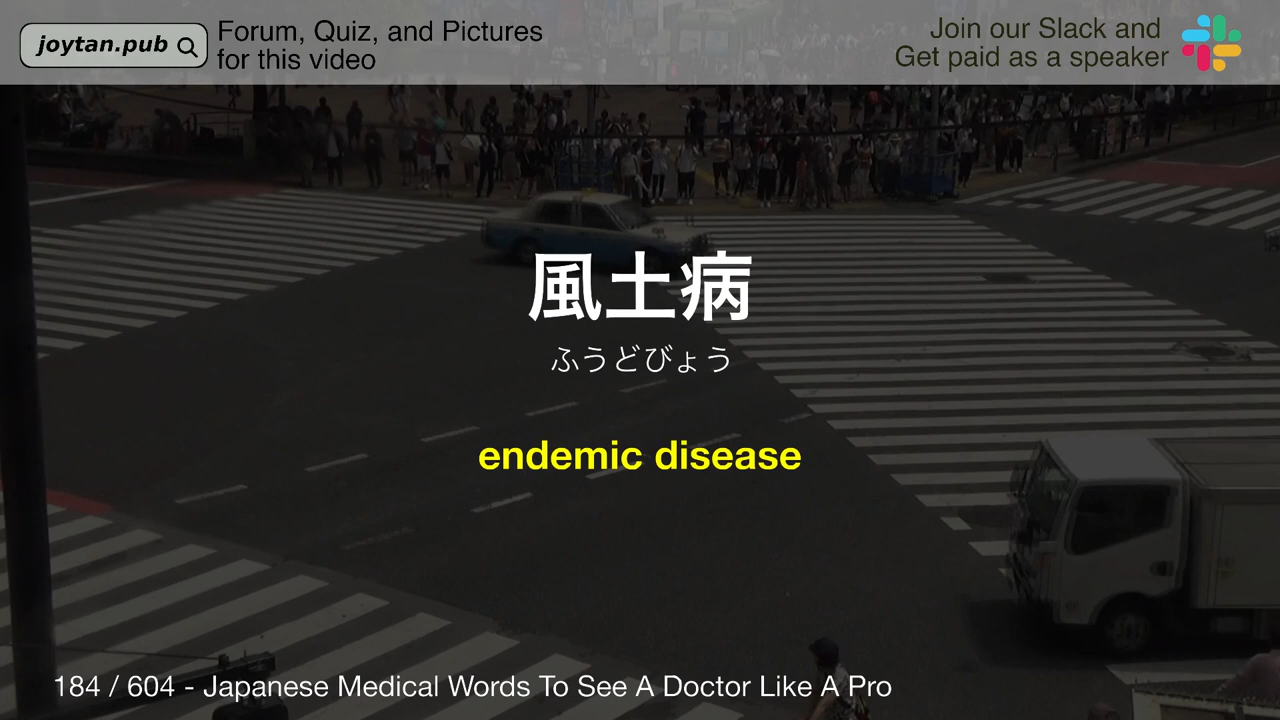 joytan.pub
Forum, Quiz, and Pictures
for this video
Join our Slack and
Get paid as a speaker
風土病
ふうどびょう
endemic disease
184 / 604 - Japanese Medical Words To See A Doctor Like A Pro